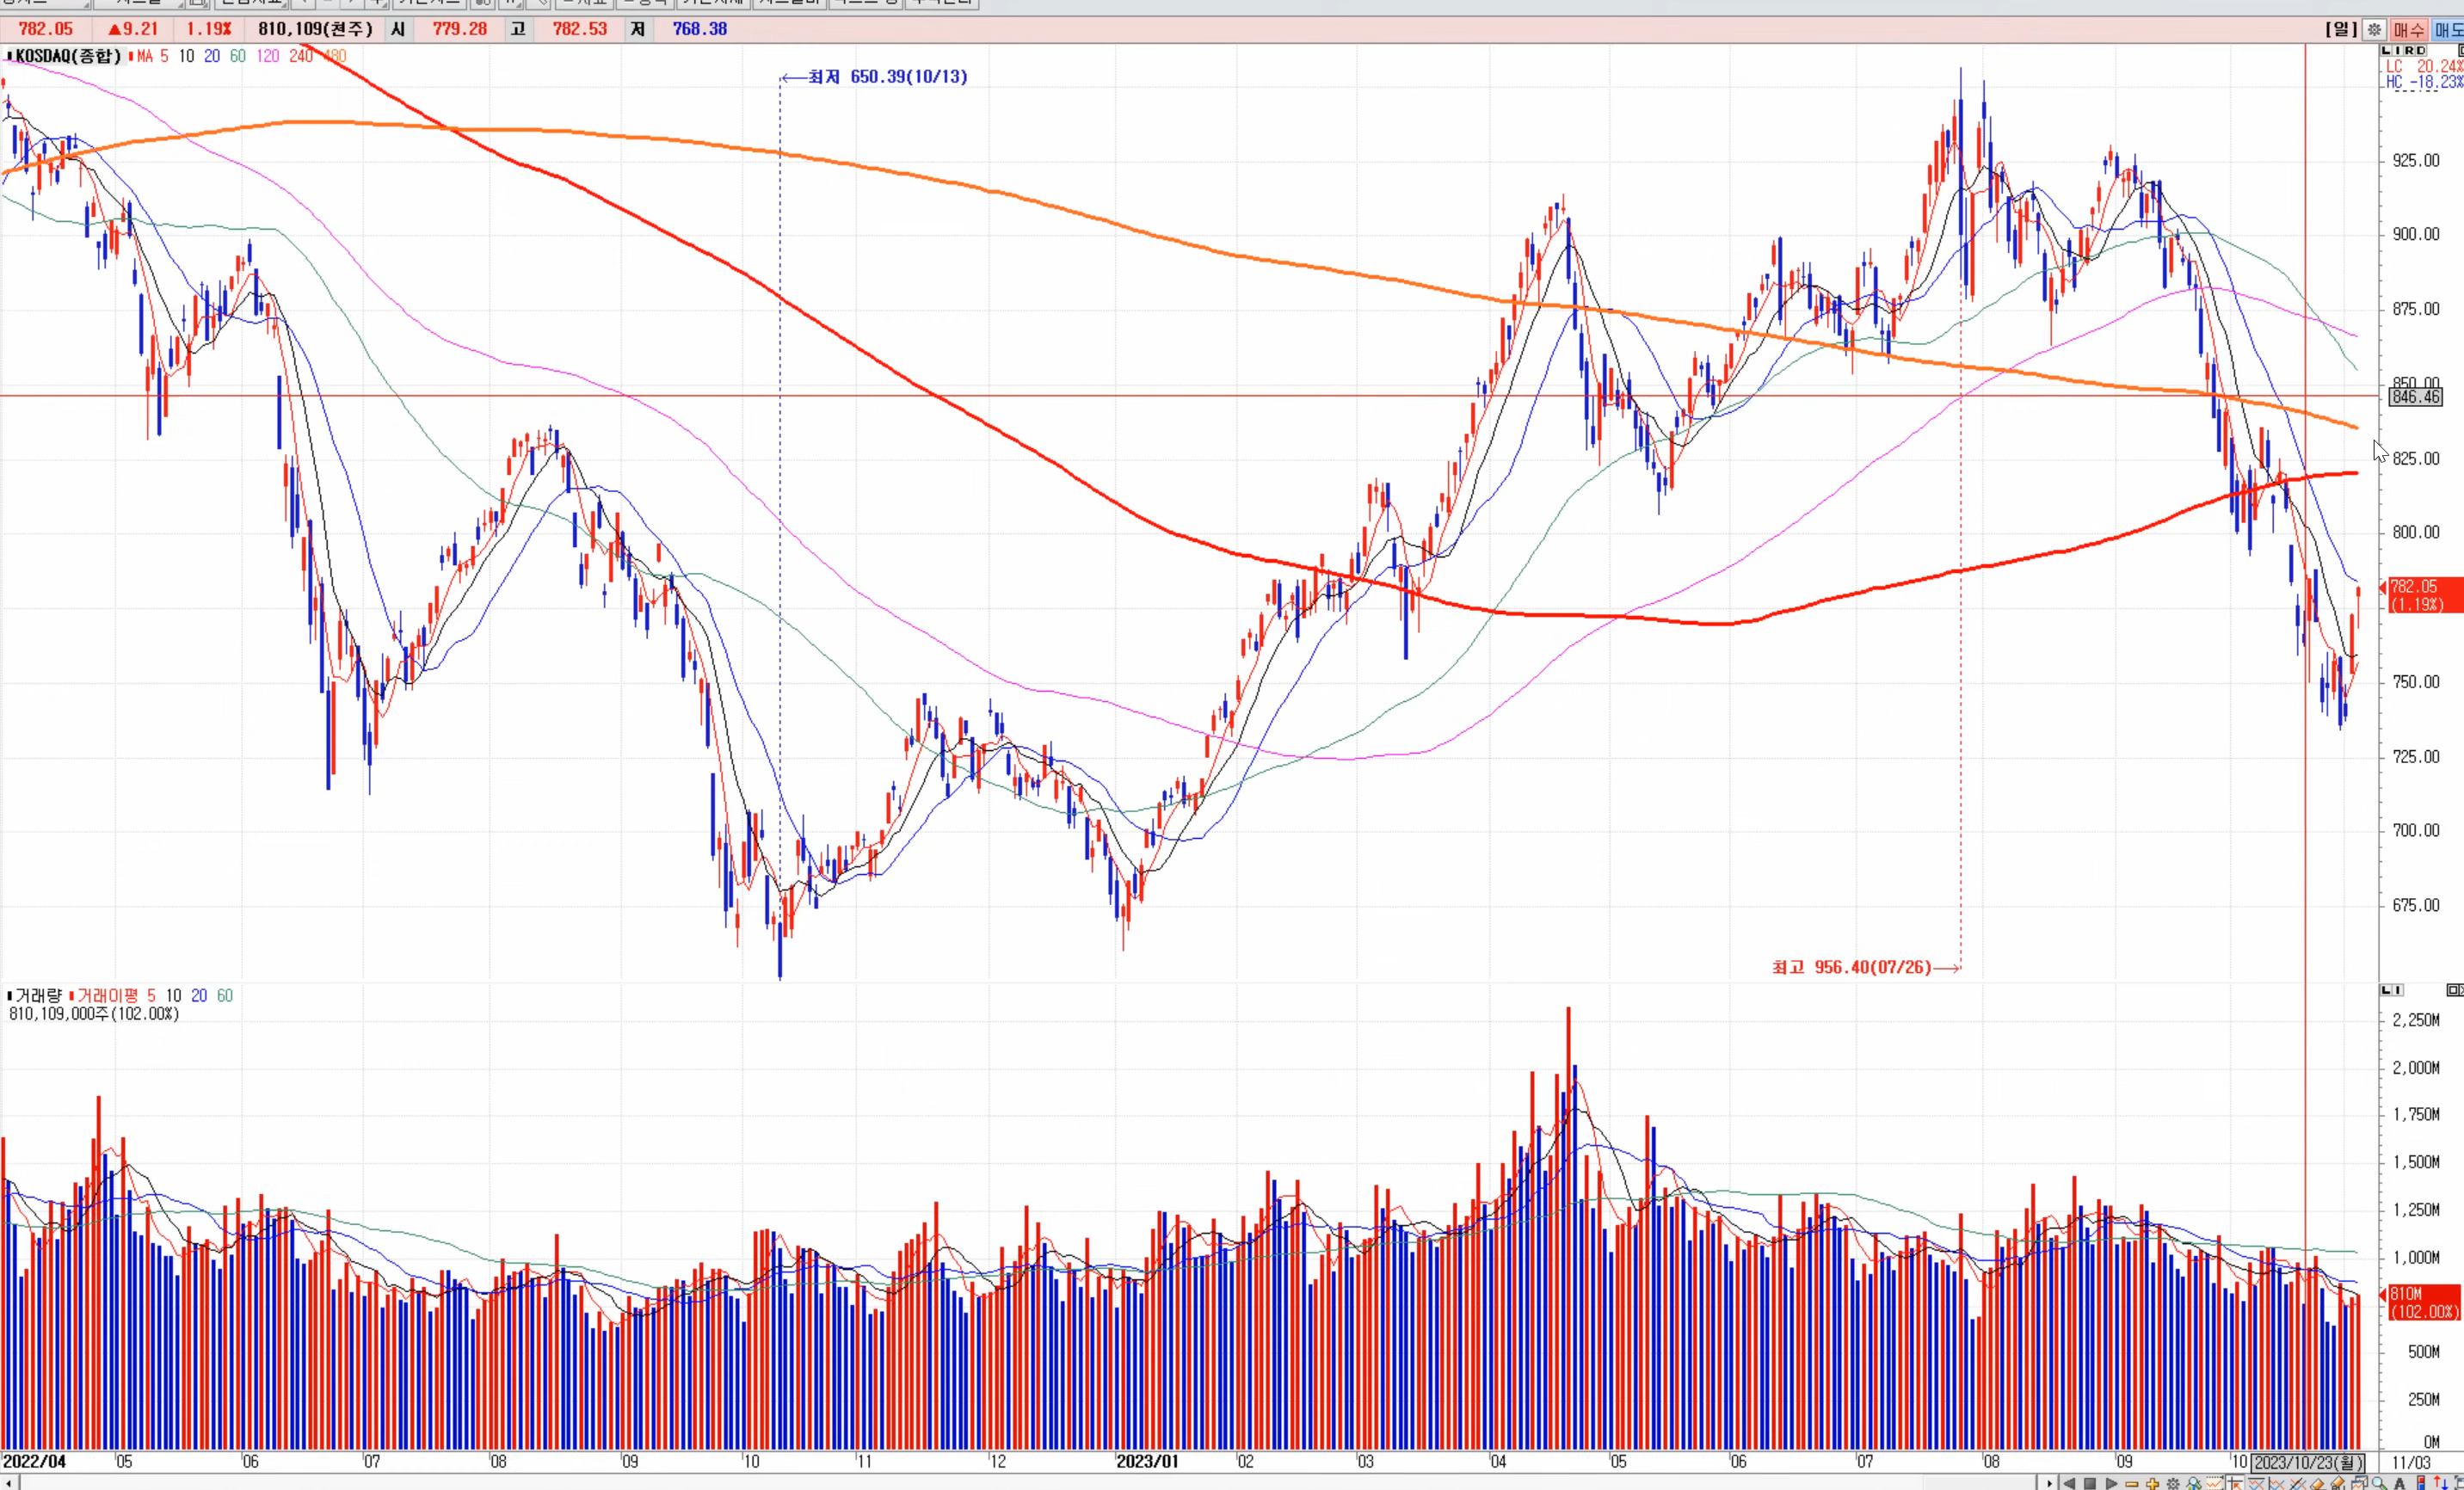 782.05 ▲9.21 1.19% 810,109(천주) 시 779.28 고 782.53 저 768.38 [일] 매수 매도
KOSDAQ(종합) MA 5 10 20 60 120 240 480
LC 20.24%
HC -18.23%
←최저 650.39(10/13)
925.00
900.00
875.00
850.00
846.46
825.00
800.00
782.05
(1.19%)
750.00
725.00
700.00
675.00
최고 956.40(07/26)→
거래량 거래이평 5 10 20 60
810,109,000주(102.00%)
2,250M
2,000M
1,750M
1,500M
1,250M
1,000M
810M
(102.00%)
500M
250M
0M
2022/04 05 06 07 08 09 10 11 12 2023/01 02 03 04 05 06 07 08 09 10 2023/10/23(월) 11/03